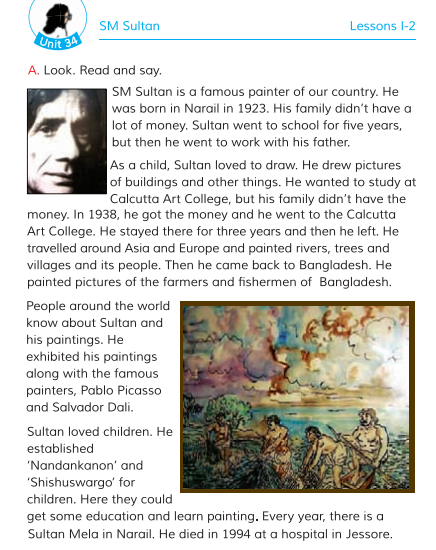 SM Sultan
Lessons I-2
Unit 34
A. Look. Read and say.
SM Sultan is a famous painter of our country. He
was born in Narail in 1923. His family didn't have a
lot of money. Sultan went to school for five years,
but then he went to work with his father.
As a child, Sultan loved to draw. He drew pictures
of buildings and other things. He wanted to study at
Calcutta Art College, but his family didn't have the
money. In 1938, he got the money and he went to the Calcutta
Art College. He stayed there for three years and then he left. He
travelled around Asia and Europe and painted rivers, trees and
villages and its people. Then he came back to Bangladesh. He
painted pictures of the farmers and fishermen of Bangladesh.
People around the world
know about Sultan and
his paintings. He
exhibited his paintings
along with the famous
painters, Pablo Picasso
and Salvador Dali.
Sultan loved children. He
established
'Nandankanon' and
'Shishuswargo' for
children. Here they could
get some education and learn painting. Every year, there is a
Sultan Mela in Narail. He died in 1994 at a hospital in Jessore.